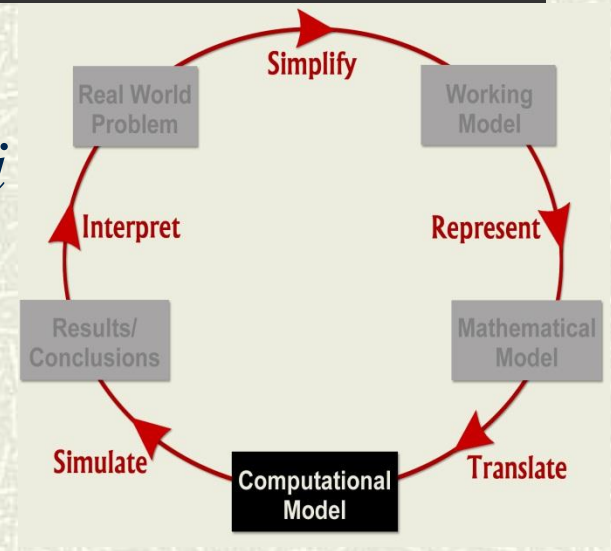 Simplify
Real World
Problem
Working
Model
i
Interpret
Represent
Results/
Conclusions
Mathematical
Model
Simulate
Translate
Computational
Model